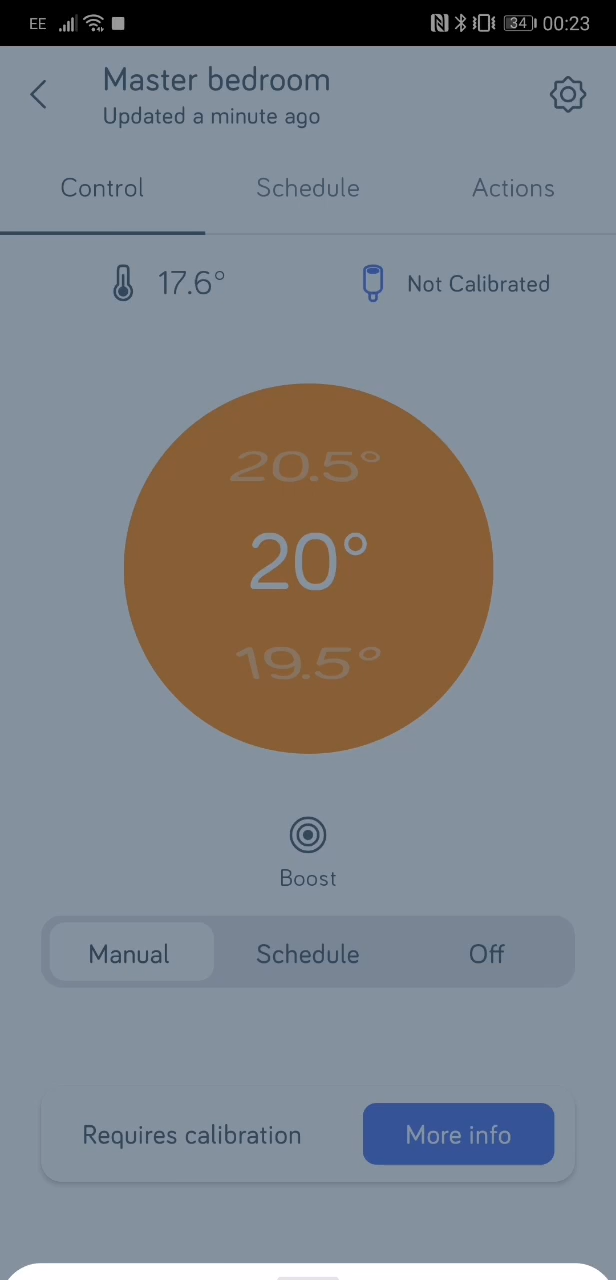 EE 34 00:23
Master bedroom
Updated a minute ago
Control Schedule Actions
17.6° Not Calibrated
20.5°
20°
19.5°
Boost
Manual Schedule Off
Requires calibration More info